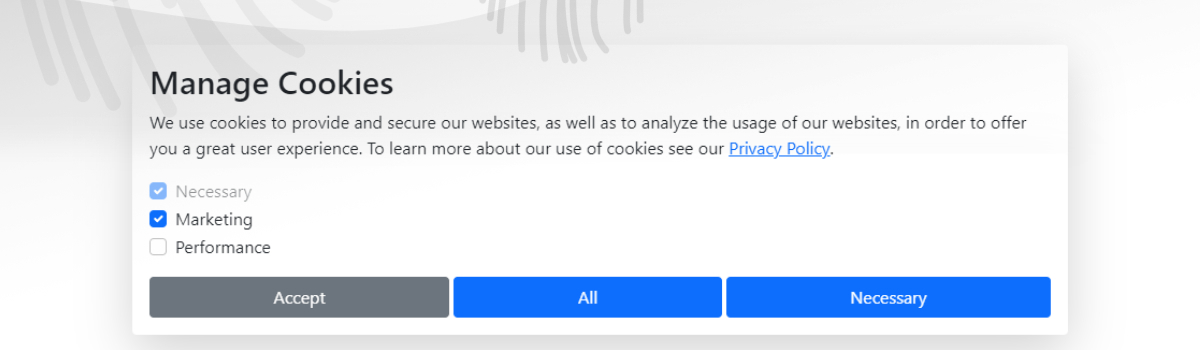 Manage Cookies
We use cookies to provide and secure our websites, as well as to analyze the usage of our websites, in order to offer
you a great user experience. To learn more about our use of cookies see our Privacy Policy.
Necessary
Marketing
Performance
Accept All Necessary